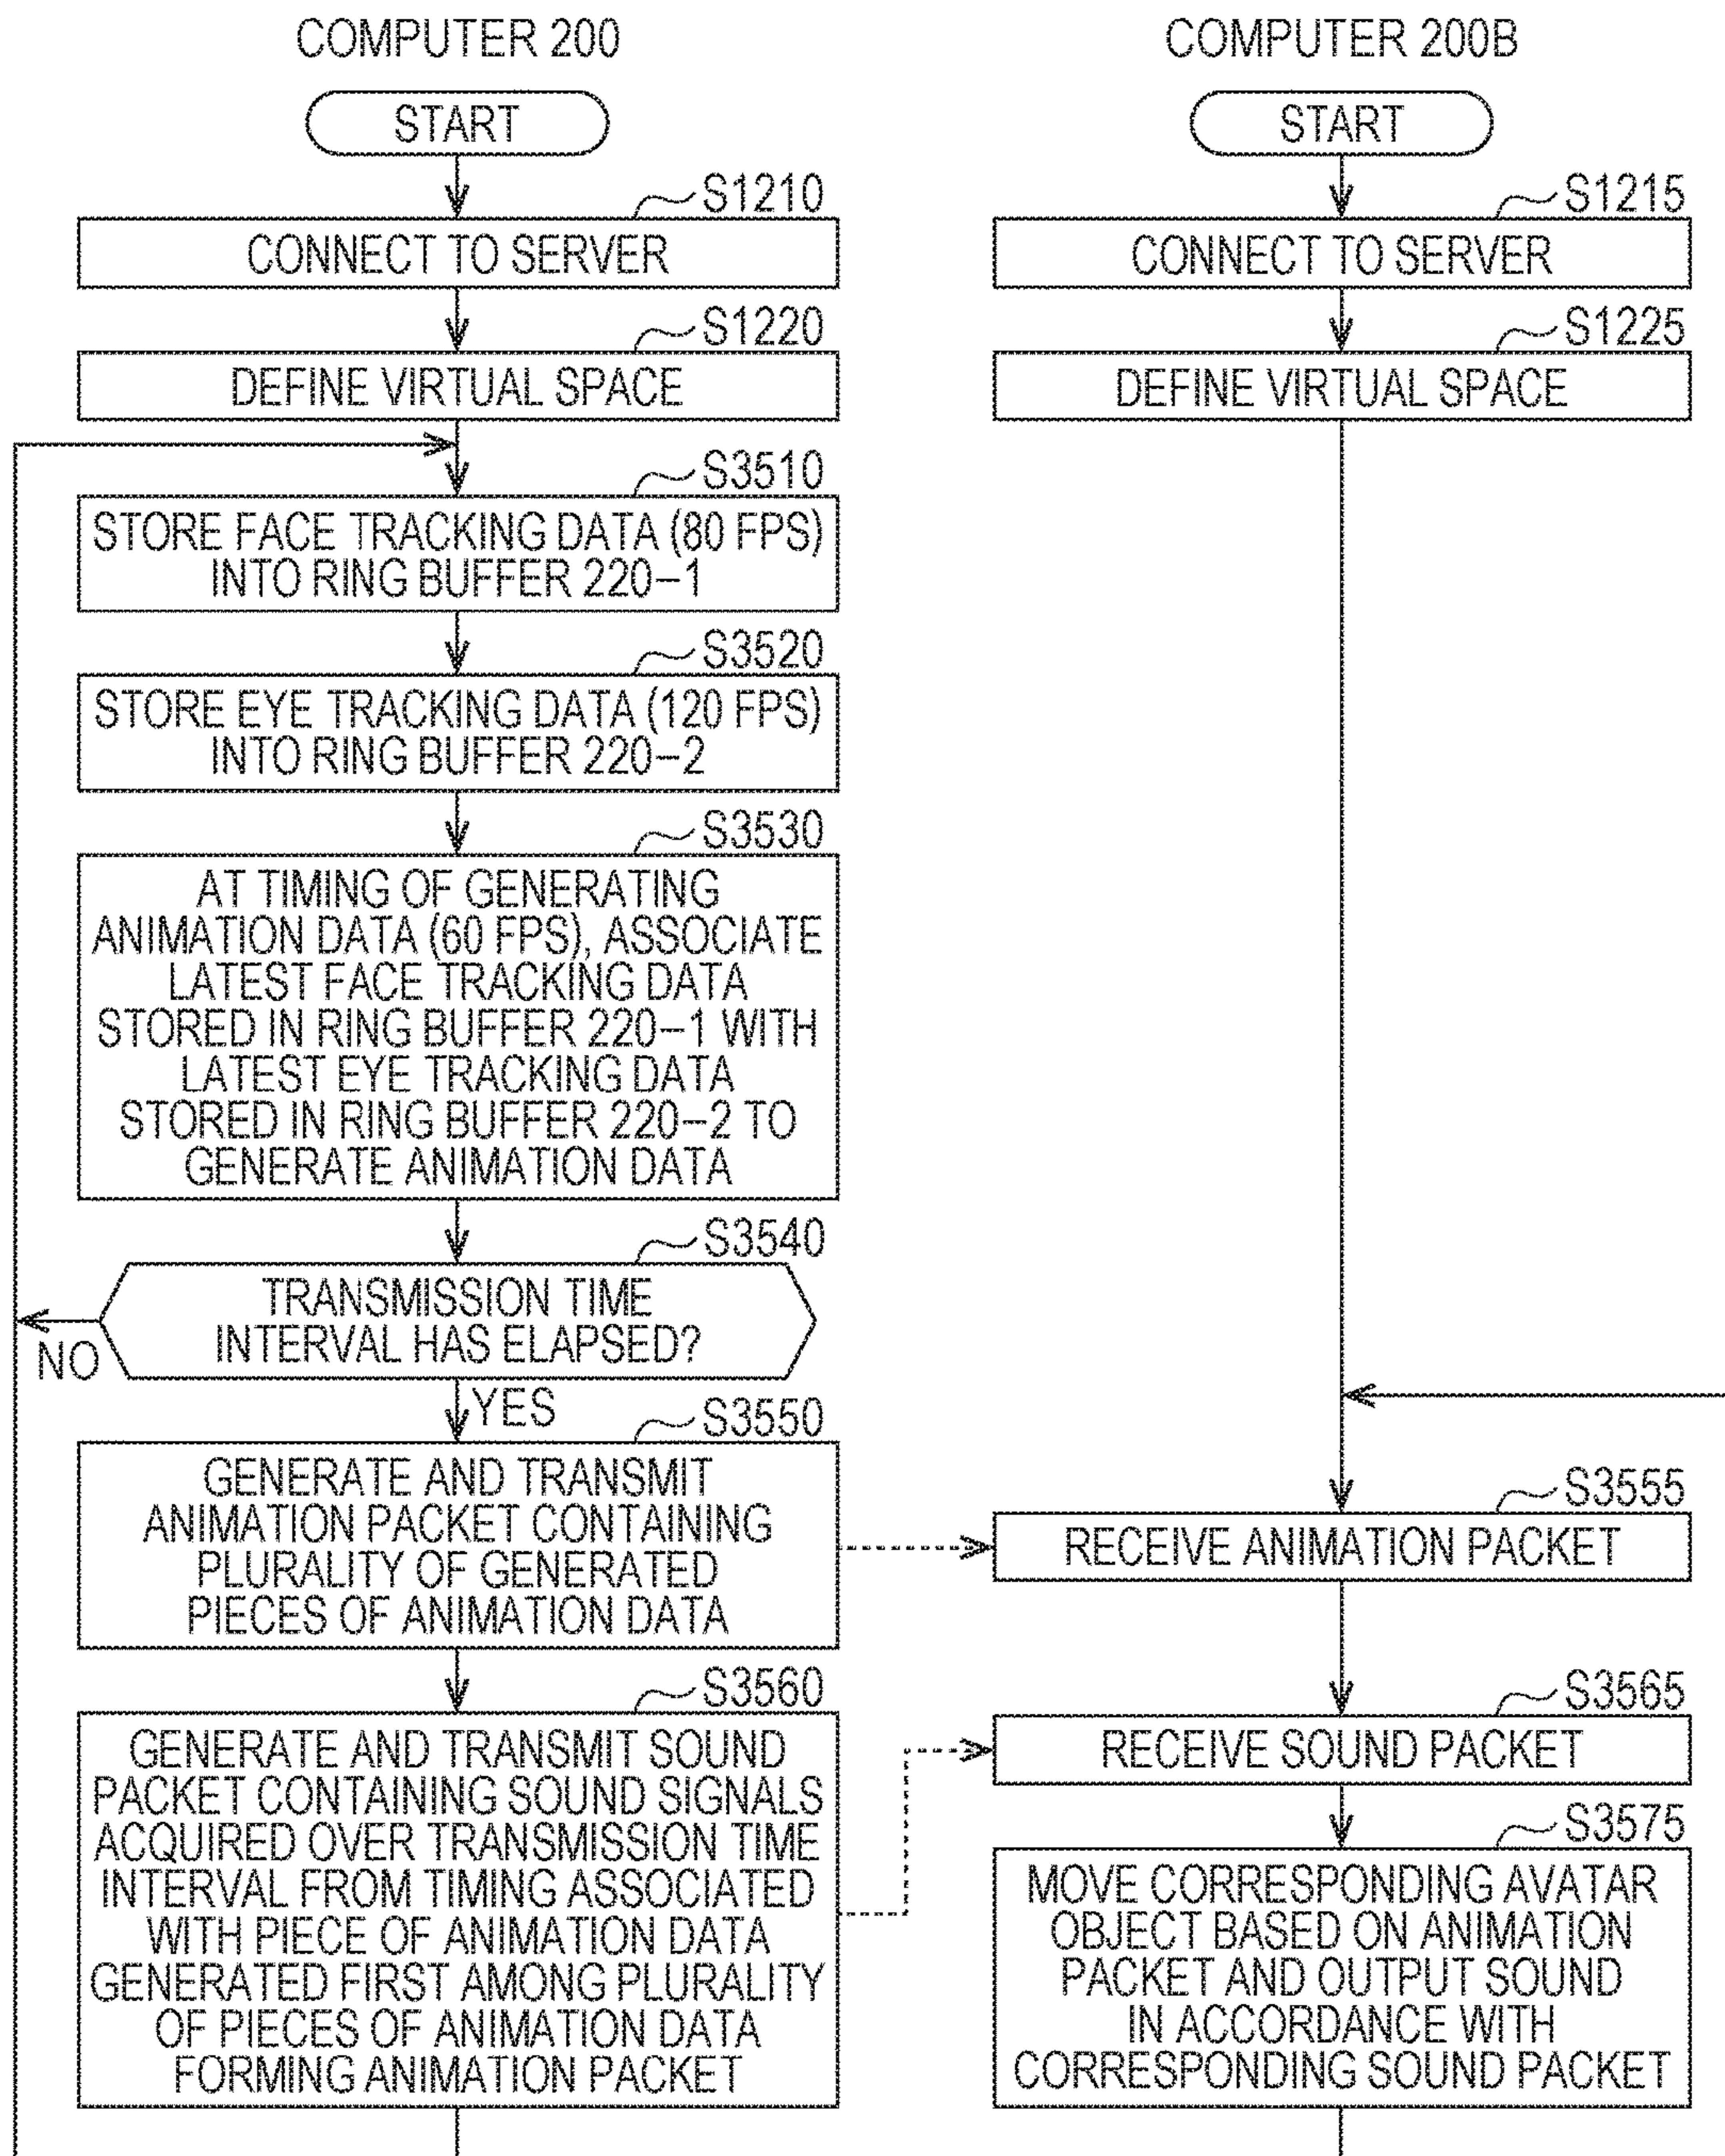 COMPUTER 200
START
S1210
CONNECT TO SERVER
S1220
DEFINE VIRTUAL SPACE
S3510
STORE FACE TRACKING DATA (80 FPS)
INTO RING BUFFER 220-1
S3520
STORE EYE TRACKING DATA (120 FPS)
INTO RING BUFFER 220-2
S3530
AT TIMING OF GENERATING
ANIMATION DATA (60 FPS), ASSOCIATE
LATEST FACE TRACKING DATA
STORED IN RING BUFFER 220-1 WITH
LATEST EYE TRACKING DATA
STORED IN RING BUFFER 220-2 TO
GENERATE ANIMATION DATA
S3540
TRANSMISSION TIME
INTERVAL HAS ELAPSED?
NO
YES
S3550
GENERATE AND TRANSMIT
ANIMATION PACKET CONTAINING
PLURALITY OF GENERATED
PIECES OF ANIMATION DATA
S3560
GENERATE AND TRANSMIT SOUND
PACKET CONTAINING SOUND SIGNALS
ACQUIRED OVER TRANSMISSION TIME
INTERVAL FROM TIMING ASSOCIATED
WITH PIECE OF ANIMATION DATA
GENERATED FIRST AMONG PLURALITY
OF PIECES OF ANIMATION DATA
FORMING ANIMATION PACKET
COMPUTER 200B
START
S1215
CONNECT TO SERVER
S1225
DEFINE VIRTUAL SPACE
S3555
RECEIVE ANIMATION PACKET
S3565
RECEIVE SOUND PACKET
S3575
MOVE CORRESPONDING AVATAR
OBJECT BASED ON ANIMATION
PACKET AND OUTPUT SOUND
IN ACCORDANCE WITH
CORRESPONDING SOUND PACKET